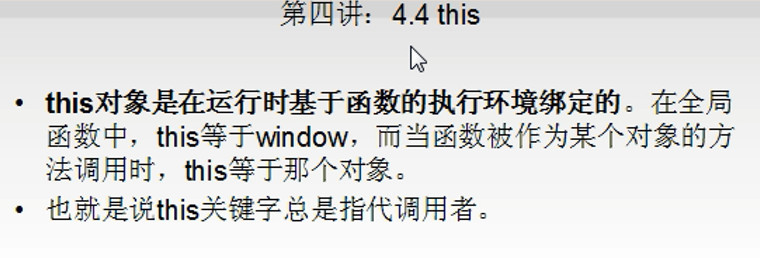 第四讲：4.4 this
• this对象是在运行时基于函数的执行环境绑定的。在全局
函数中，this等于window，而当函数被作为某个对象的方
法调用时，this等于那个对象。
• 也就是说this关键字总是指代调用者。